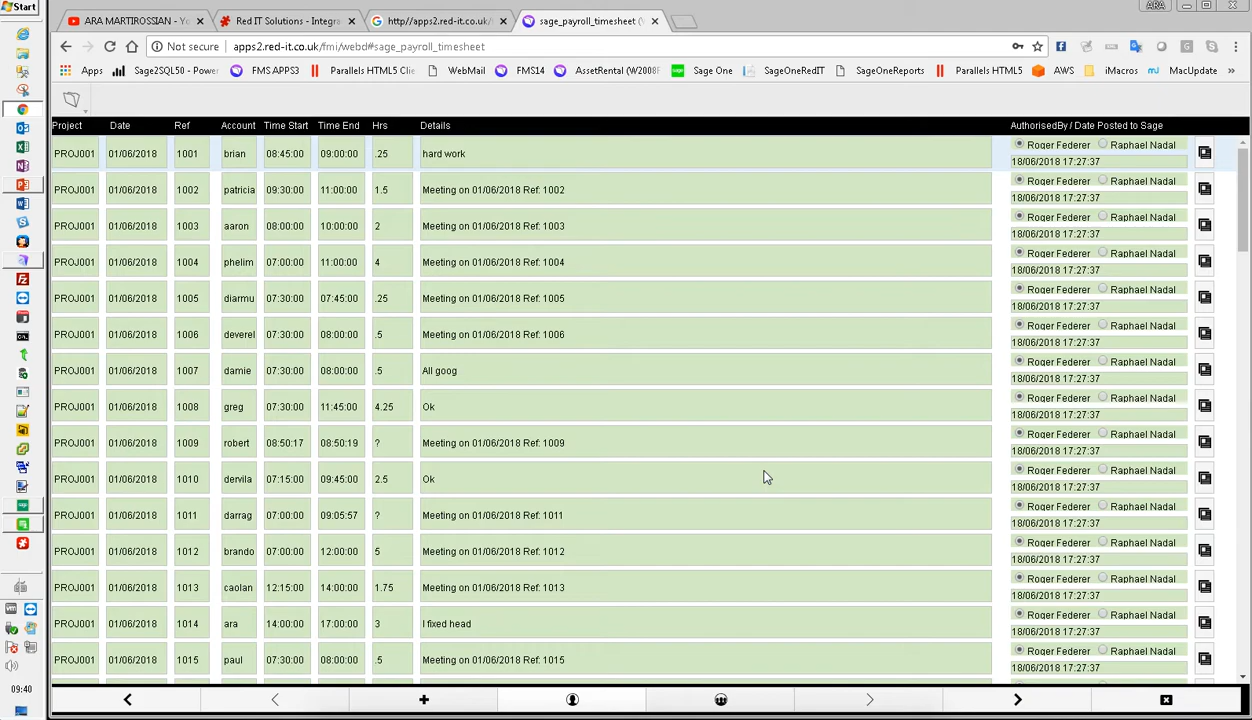 Start
ARA
ARA MARTIROSSIAN - Yo
Red IT Solutions - Integra
http//apps2.red-it.co.uk/
sage_payroll_timesheet (W
Not secure
apps2.red-it.co.uk/fmi/webd#sage_payroll_timesheet
Apps
Sage2SQL50 - Powe
FMS APPS3
Parallels HTML5 Clie
WebMail
FMS14
AssetRental (W2008F
Sage One
SageOneRedIT
SageOneReports
Parallels HTML5
AWS
iMacros
MacUpdate
»
Project Date Ref Account Time Start Time End Hrs Details AuthorisedBy / Date Posted to Sage
PROJ001 01/06/2018 1001 brian 08:45:00 09:00:00 .25 hard work Roger Federer Raphael Nadal
18/06/2018 17:27:37
PROJ001 01/06/2018 1002 patricia 09:30:00 11:00:00 1.5 Meeting on 01/06/2018 Ref: 1002 Roger Federer Raphael Nadal
18/06/2018 17:27:37
PROJ001 01/06/2018 1003 aaron 08:00:00 10:00:00 2 Meeting on 01/06/2018 Ref: 1003 Roger Federer Raphael Nadal
18/06/2018 17:27:37
PROJ001 01/06/2018 1004 phelim 07:00:00 11:00:00 4 Meeting on 01/06/2018 Ref: 1004 Roger Federer Raphael Nadal
18/06/2018 17:27:37
PROJ001 01/06/2018 1005 diarmu 07:30:00 07:45:00 .25 Meeting on 01/06/2018 Ref: 1005 Roger Federer Raphael Nadal
18/06/2018 17:27:37
PROJ001 01/06/2018 1006 deverel 07:30:00 08:00:00 .5 Meeting on 01/06/2018 Ref: 1006 Roger Federer Raphael Nadal
18/06/2018 17:27:37
PROJ001 01/06/2018 1007 damie 07:30:00 08:00:00 .5 All goog Roger Federer Raphael Nadal
18/06/2018 17:27:37
PROJ001 01/06/2018 1008 greg 07:30:00 11:45:00 4.25 Ok Roger Federer Raphael Nadal
18/06/2018 17:27:37
PROJ001 01/06/2018 1009 robert 08:50:17 08:50:19 ? Meeting on 01/06/2018 Ref: 1009 Roger Federer Raphael Nadal
18/06/2018 17:27:37
PROJ001 01/06/2018 1010 dervila 07:15:00 09:45:00 2.5 Ok Roger Federer Raphael Nadal
18/06/2018 17:27:37
PROJ001 01/06/2018 1011 darrag 07:00:00 09:05:57 ? Meeting on 01/06/2018 Ref: 1011 Roger Federer Raphael Nadal
18/06/2018 17:27:37
PROJ001 01/06/2018 1012 brando 07:00:00 12:00:00 5 Meeting on 01/06/2018 Ref: 1012 Roger Federer Raphael Nadal
18/06/2018 17:27:37
PROJ001 01/06/2018 1013 caolan 12:15:00 14:00:00 1.75 Meeting on 01/06/2018 Ref: 1013 Roger Federer Raphael Nadal
18/06/2018 17:27:37
PROJ001 01/06/2018 1014 ara 14:00:00 17:00:00 3 I fixed head Roger Federer Raphael Nadal
18/06/2018 17:27:37
PROJ001 01/06/2018 1015 paul 07:30:00 08:00:00 .5 Meeting on 01/06/2018 Ref: 1015 Roger Federer Raphael Nadal
18/06/2018 17:27:37
09:40